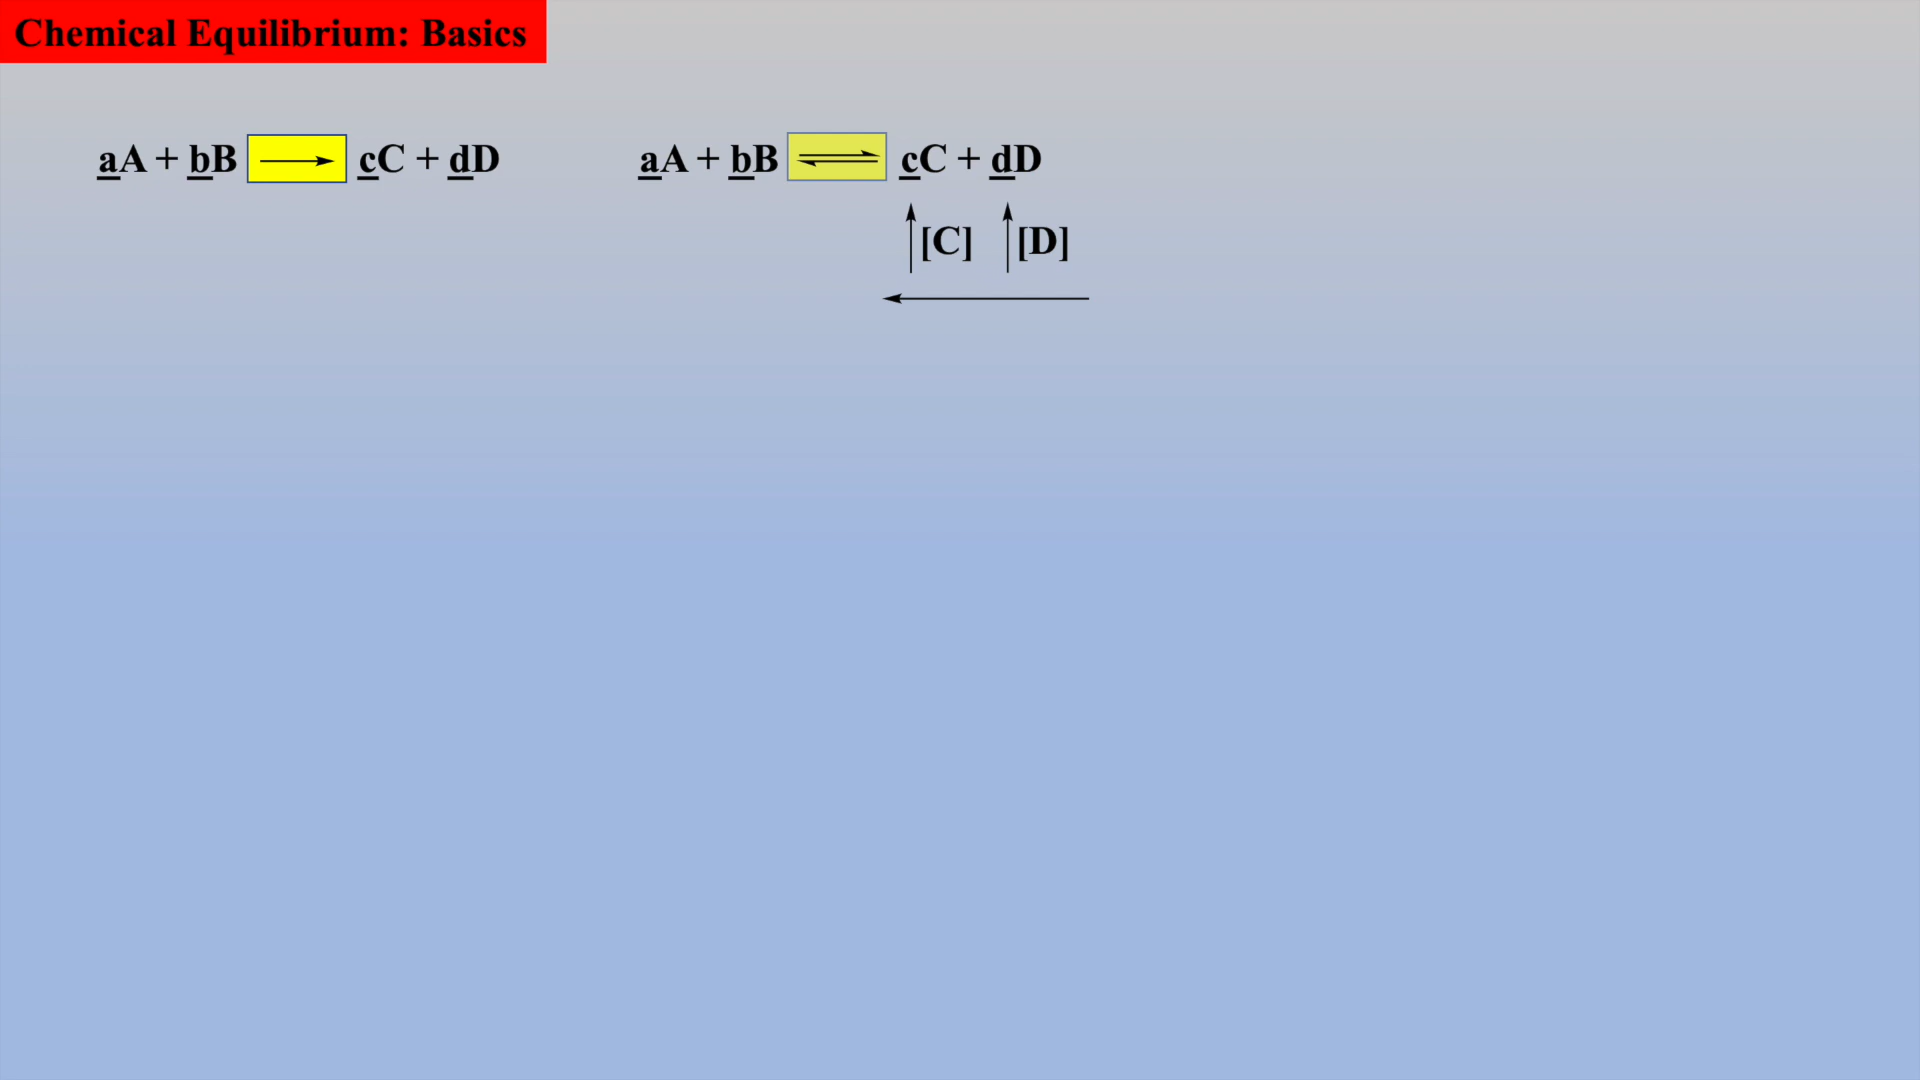 Chemical Equilibrium: Basics
aA + bB → cC + dD
aA + bB ⇌ cC + dD
↑[C] ↑[D]
←